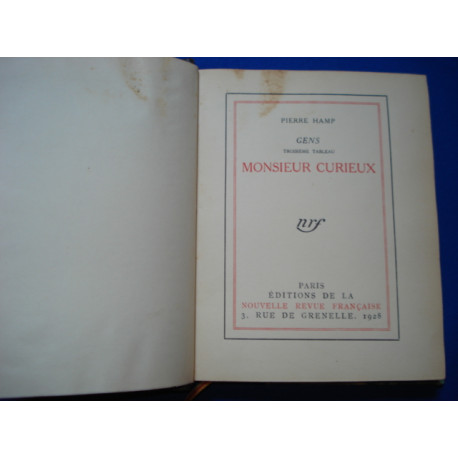 PIERRE HAMP
GENS
TROISIÈME TABLEAU
MONSIEUR CURIEUX
nrf
PARIS
ÉDITIONS DE LA
NOUVELLE REVUE FRANÇAISE
3, RUE DE GRENELLE. 1928